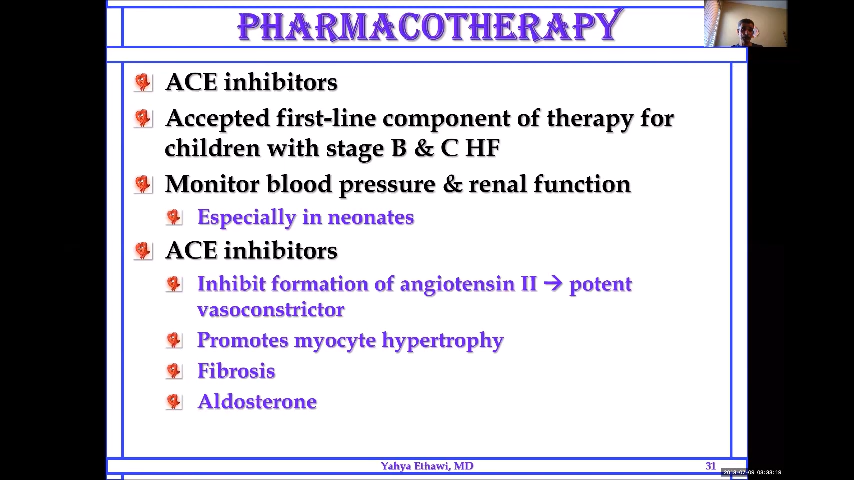 PHARMACOTHERAPY
ACE inhibitors
Accepted first-line component of therapy for
children with stage B & C HF
Monitor blood pressure & renal function
Especially in neonates
ACE inhibitors
Inhibit formation of angiotensin II → potent
vasoconstrictor
Promotes myocyte hypertrophy
Fibrosis
Aldosterone
Yahya Ethawi, MD
31